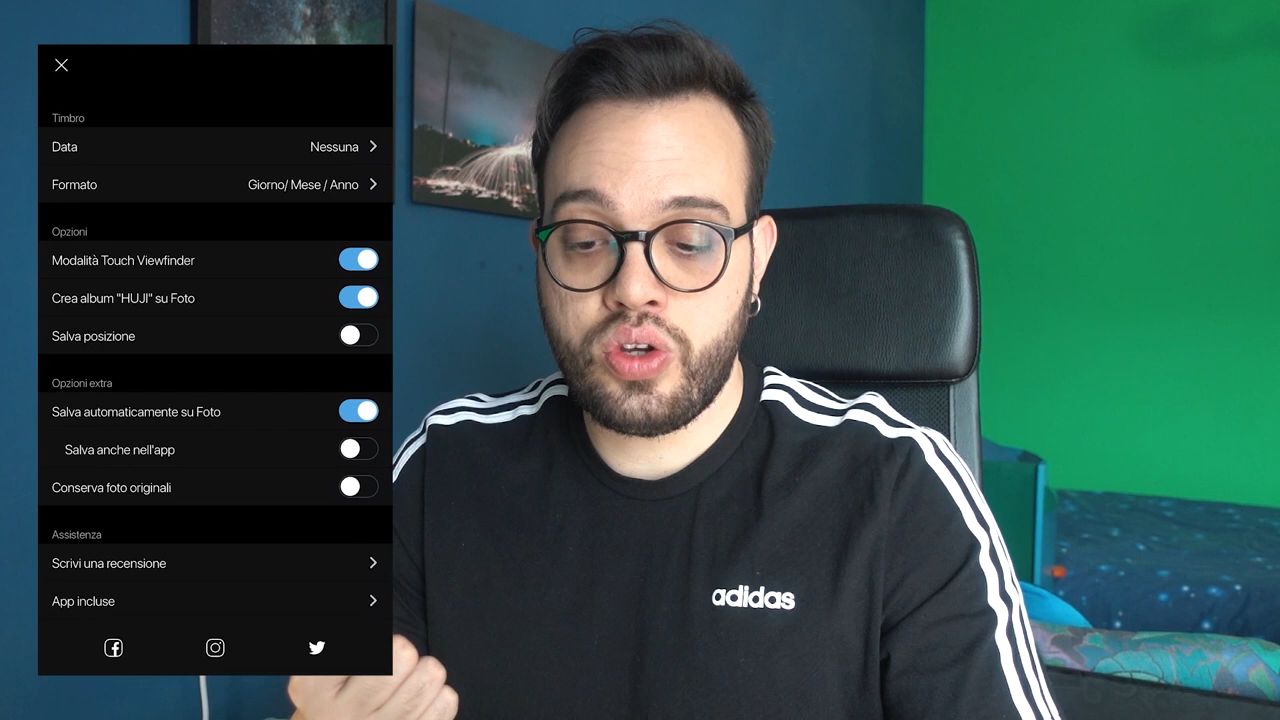 Timbro
Data Nessuna
Formato Giorno/ Mese / Anno
Opzioni
Modalità Touch Viewfinder
Crea album "HUJI" su Foto
Salva posizione
Opzioni extra
Salva automaticamente su Foto
Salva anche nell'app
Conserva foto originali
Assistenza
Scrivi una recensione
App incluse
adidas